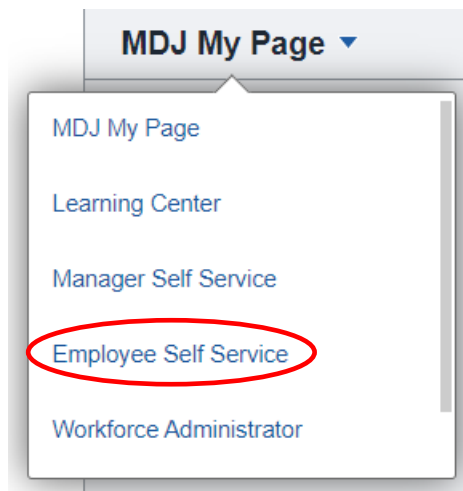 MDJ My Page
MDJ My Page
Learning Center
Manager Self Service
Employee Self Service
Workforce Administrator